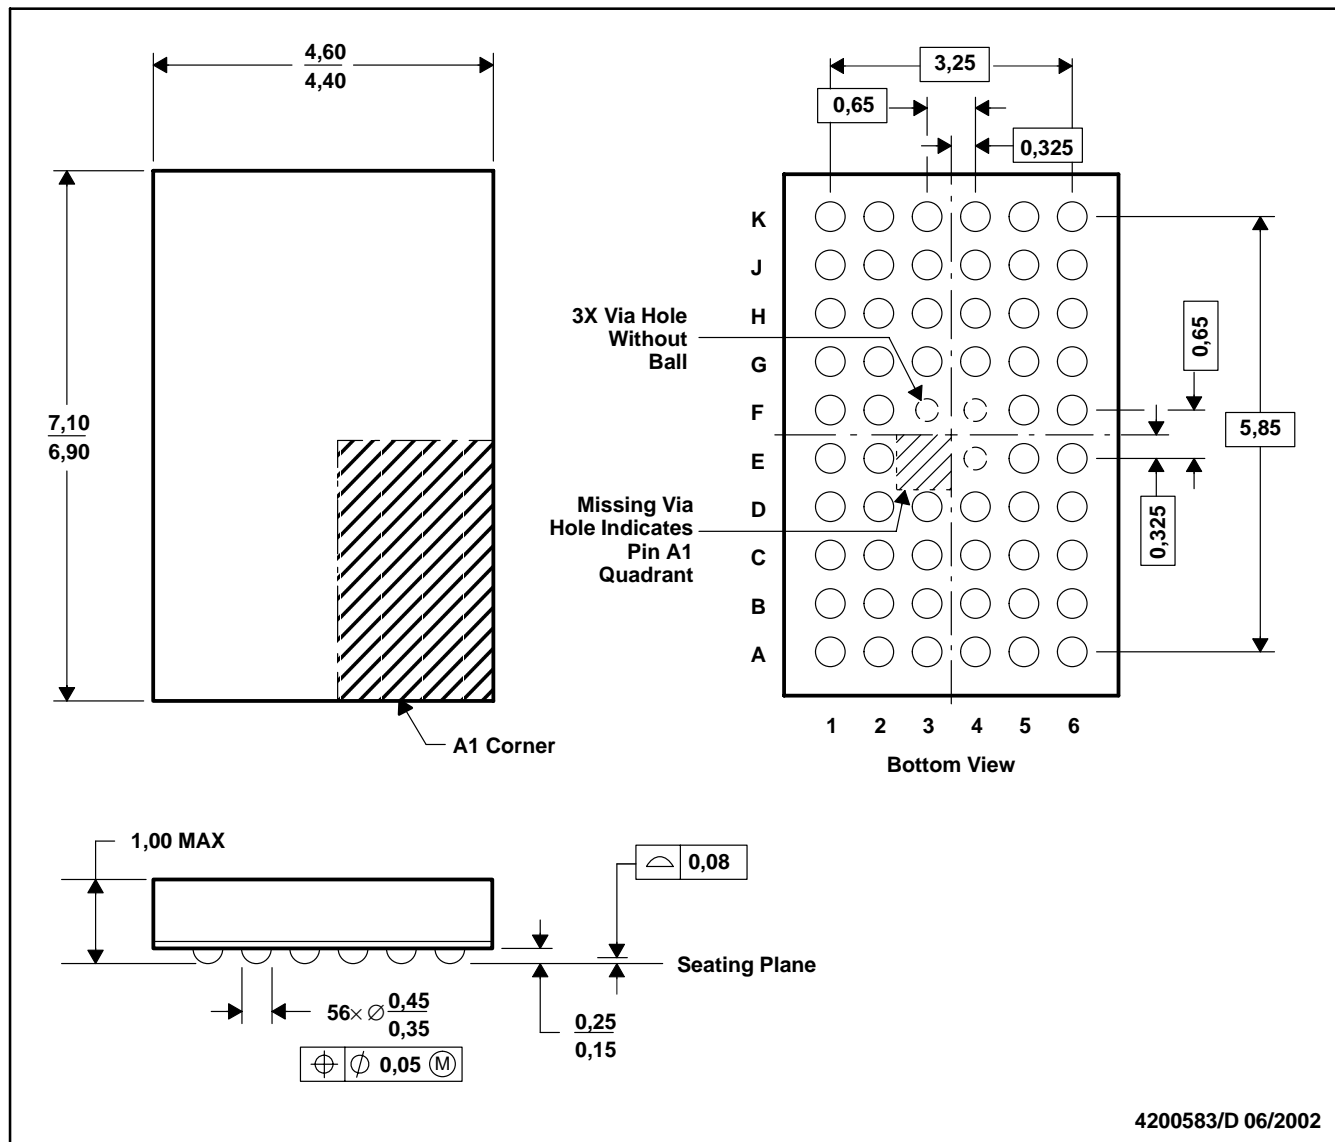 4,60
4,40
7,10
6,90
A1 Corner
3,25
0,65
0,325
K
J
H
G
F
E
D
C
B
A
3X Via Hole
Without
Ball
Missing Via
Hole Indicates
Pin A1
Quadrant
0,65
5,85
0,325
1 2 3 4 5 6
Bottom View
1,00 MAX
0,08
Seating Plane
56× ∅ 0,45
0,35
⌀ 0,05 Ⓜ
0,25
0,15
4200583/D 06/2002